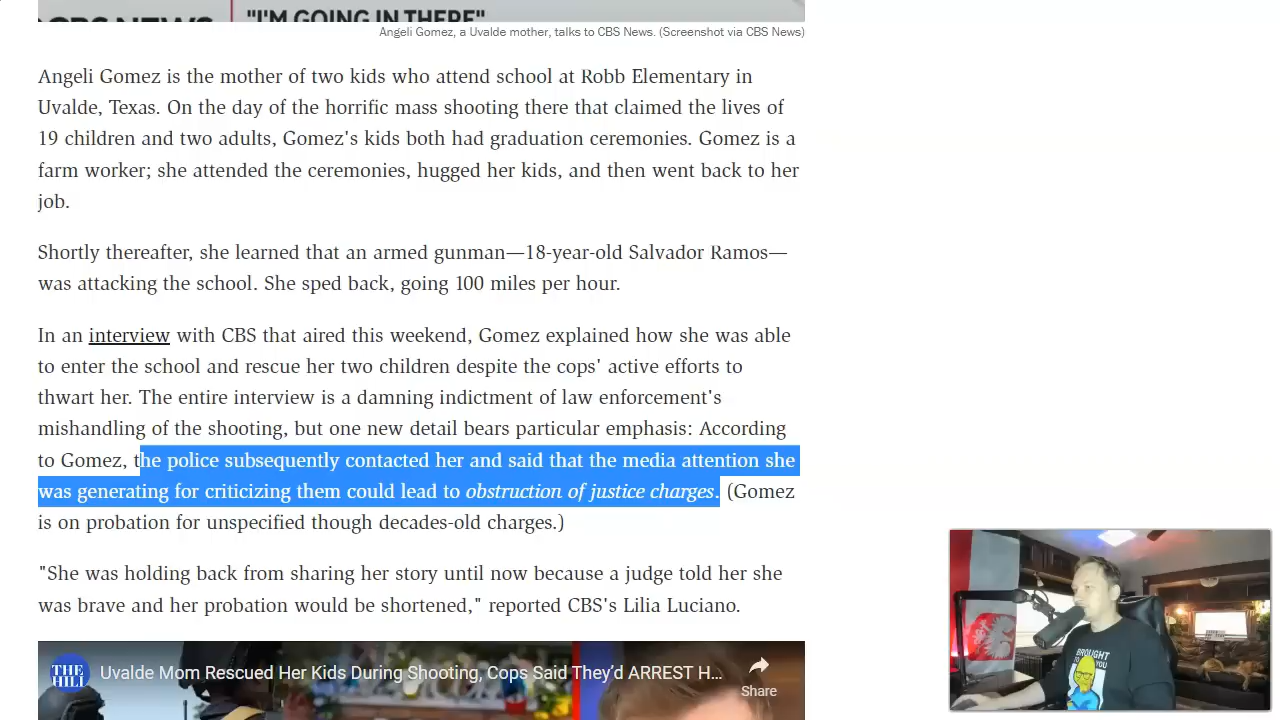 CBS NEWS
"I'M GOING IN THERE"
Angeli Gomez, a Uvalde mother, talks to CBS News. (Screenshot via CBS News)
Angeli Gomez is the mother of two kids who attend school at Robb Elementary in
Uvalde, Texas. On the day of the horrific mass shooting there that claimed the lives of
19 children and two adults, Gomez's kids both had graduation ceremonies. Gomez is a
farm worker; she attended the ceremonies, hugged her kids, and then went back to her
job.
Shortly thereafter, she learned that an armed gunman—18-year-old Salvador Ramos—
was attacking the school. She sped back, going 100 miles per hour.
In an interview with CBS that aired this weekend, Gomez explained how she was able
to enter the school and rescue her two children despite the cops' active efforts to
thwart her. The entire interview is a damning indictment of law enforcement's
mishandling of the shooting, but one new detail bears particular emphasis: According
to Gomez, the police subsequently contacted her and said that the media attention she
was generating for criticizing them could lead to obstruction of justice charges. (Gomez
is on probation for unspecified though decades-old charges.)
"She was holding back from sharing her story until now because a judge told her she
was brave and her probation would be shortened," reported CBS's Lilia Luciano.
THE
HILL
Uvalde Mom Rescued Her Kids During Shooting, Cops Said They'd ARREST H...
Share
BROUGHT